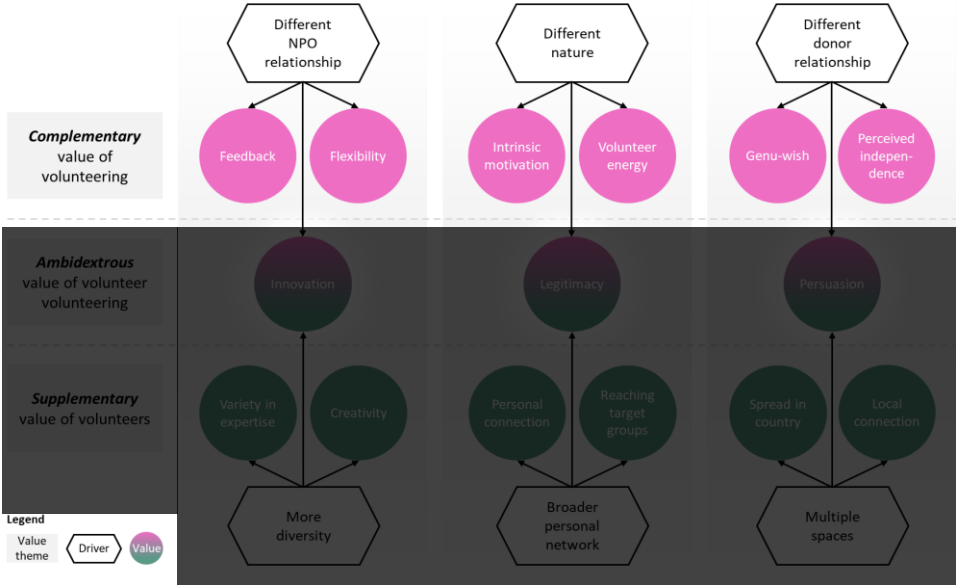 Different
NPO
relationship
Different
nature
Different
donor
relationship
Complementary
value of
volunteering
Feedback
Flexibility
Intrinsic
motivation
Volunteer
energy
Genu-wish
Perceived
indepen-
dence
Ambidextrous
value of volunteer
volunteering
Innovation
Legitimacy
Persuasion
Supplementary
value of volunteers
Variety in
expertise
Creativity
Personal
connection
Reaching
target
groups
Spread in
country
Local
connection
More
diversity
Broader
personal
network
Multiple
spaces
Legend
Value
theme
Driver
Value